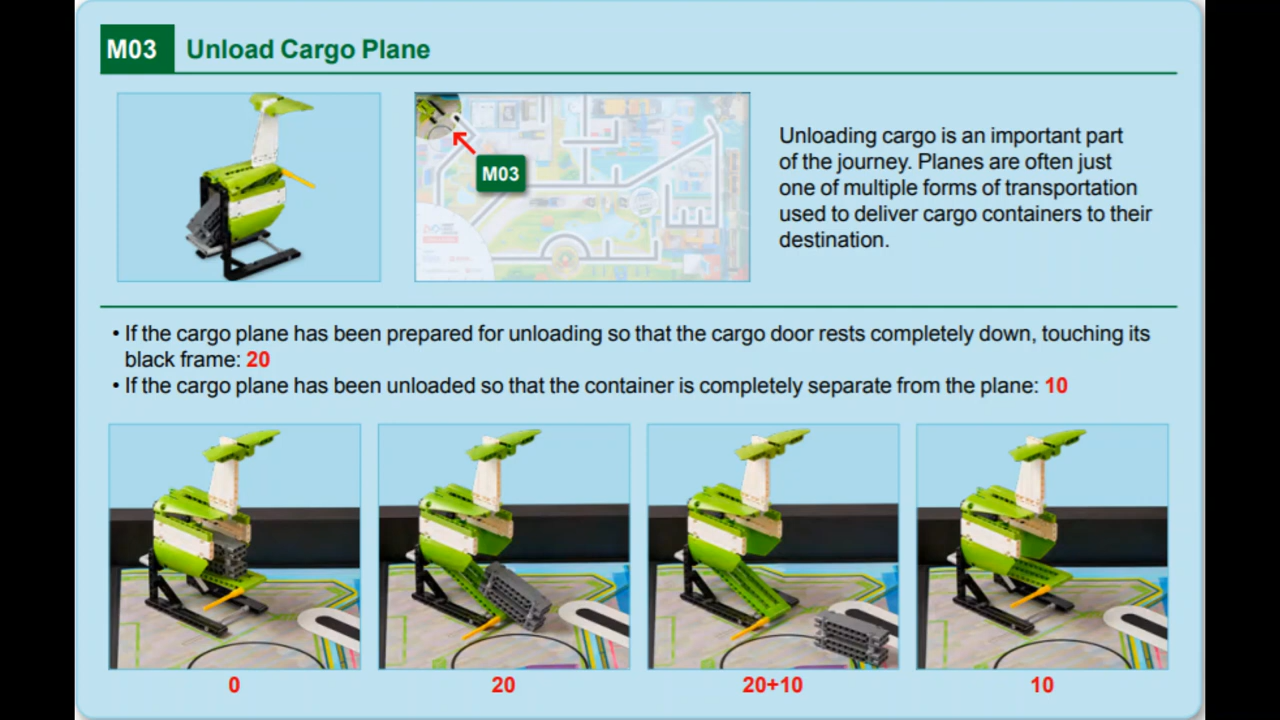 M03 Unload Cargo Plane
M03
Unloading cargo is an important part
of the journey. Planes are often just
one of multiple forms of transportation
used to deliver cargo containers to their
destination.
• If the cargo plane has been prepared for unloading so that the cargo door rests completely down, touching its
black frame: 20
• If the cargo plane has been unloaded so that the container is completely separate from the plane: 10
0
20
20+10
10